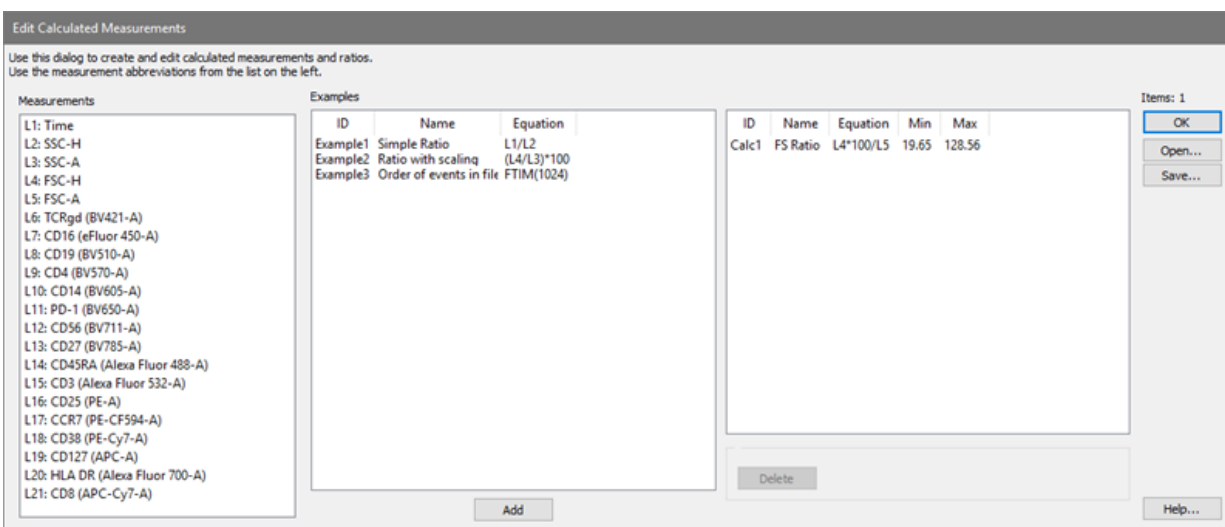 Edit Calculated Measurements
Use this dialog to create and edit calculated measurements and ratios.
Use the measurement abbreviations from the list on the left.
Measurements
L1: Time
L2: SSC-H
L3: SSC-A
L4: FSC-H
L5: FSC-A
L6: TCRgd (BV421-A)
L7: CD16 (eFluor 450-A)
L8: CD19 (BV510-A)
L9: CD4 (BV570-A)
L10: CD14 (BV605-A)
L11: PD-1 (BV650-A)
L12: CD56 (BV711-A)
L13: CD27 (BV785-A)
L14: CD45RA (Alexa Fluor 488-A)
L15: CD3 (Alexa Fluor 532-A)
L16: CD25 (PE-A)
L17: CCR7 (PE-CF594-A)
L18: CD38 (PE-Cy7-A)
L19: CD127 (APC-A)
L20: HLA DR (Alexa Fluor 700-A)
L21: CD8 (APC-Cy7-A)
Examples
ID Name Equation
Example1 Simple Ratio L1/L2
Example2 Ratio with scaling (L4/L3)*100
Example3 Order of events in file FTIM(1024)
Add
ID Name Equation Min Max
Calc1 FS Ratio L4*100/L5 19.65 128.56
Delete
Items: 1
OK
Open...
Save...
Help...